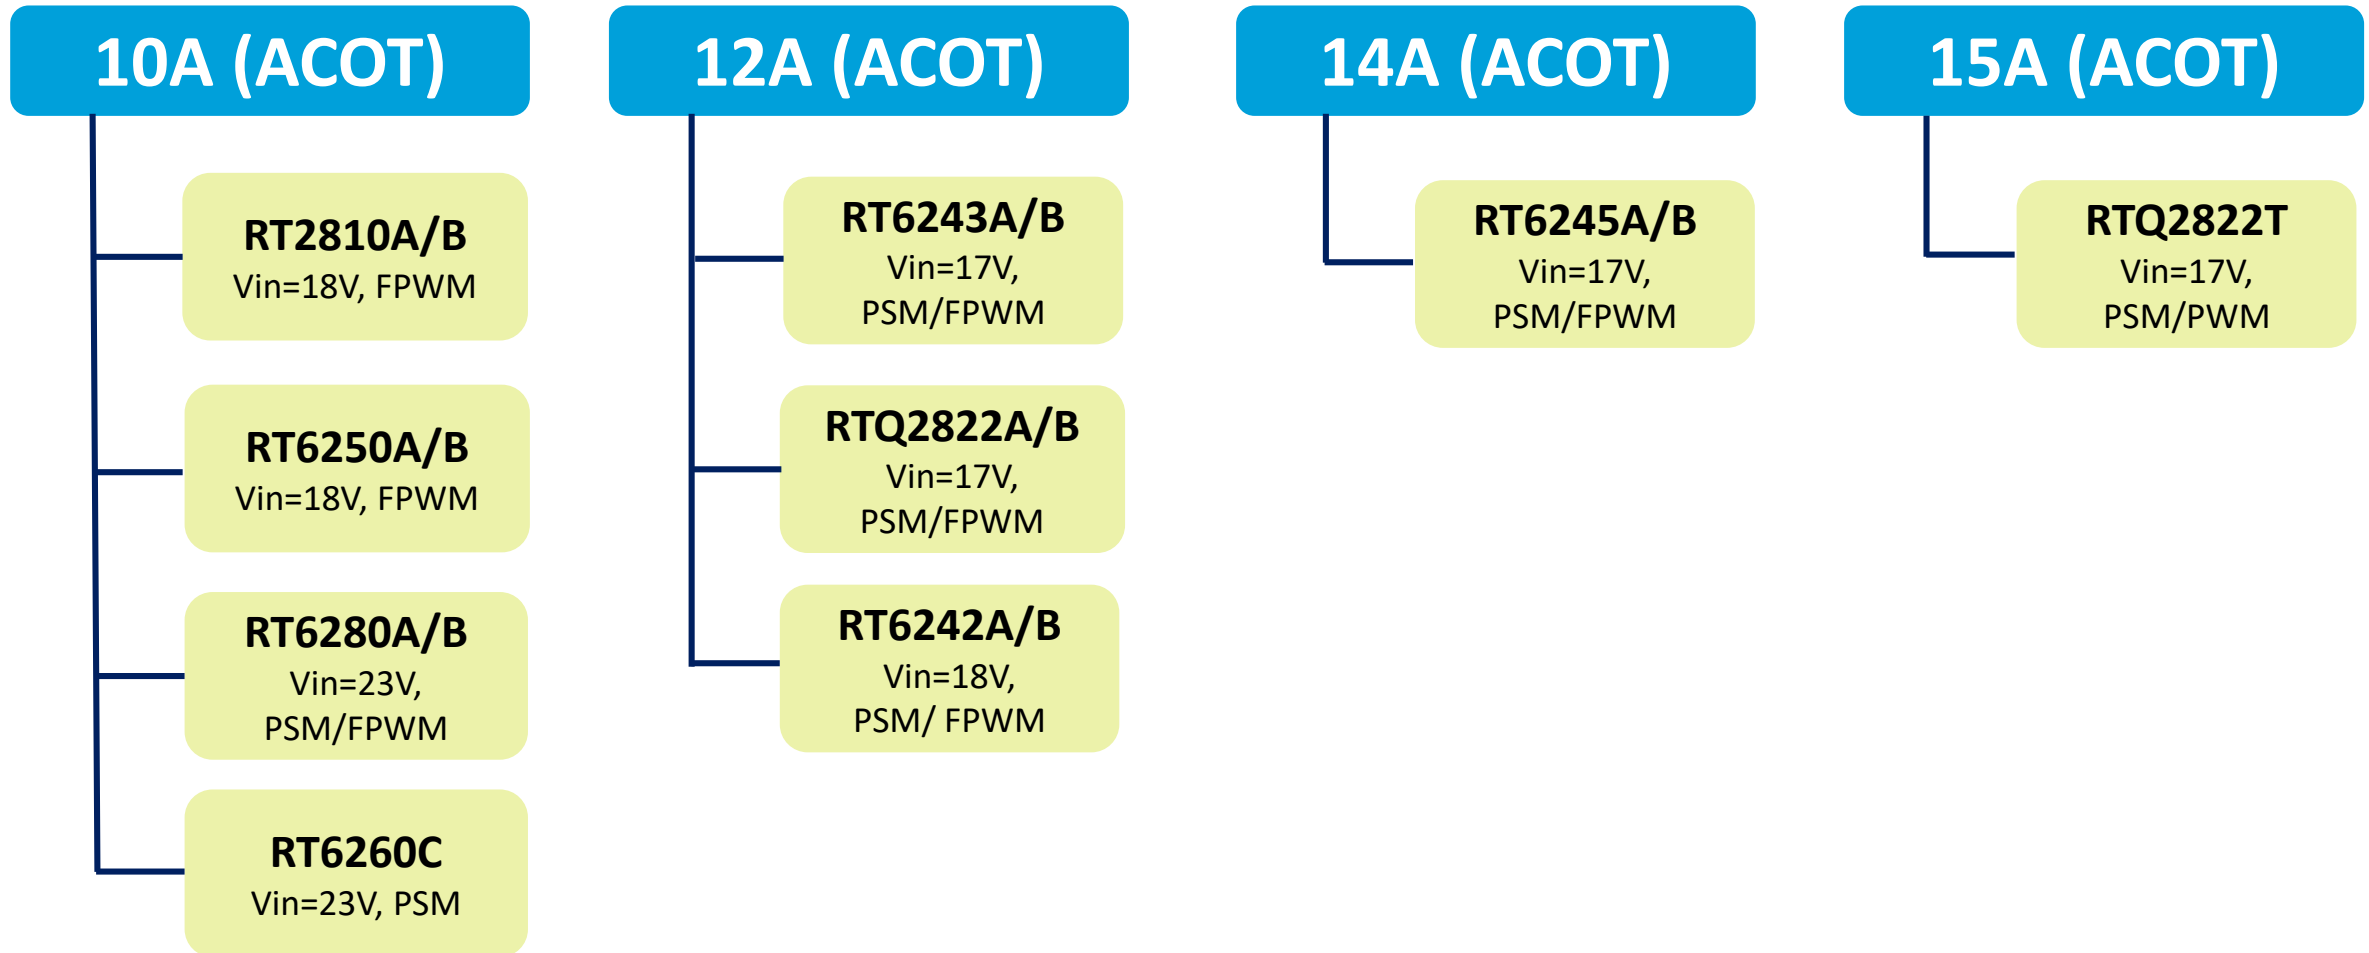 10A (ACOT)
RT2810A/B
Vin=18V, FPWM
RT6250A/B
Vin=18V, FPWM
RT6280A/B
Vin=23V,
PSM/FPWM
RT6260C
Vin=23V, PSM
12A (ACOT)
RT6243A/B
Vin=17V,
PSM/FPWM
RTQ2822A/B
Vin=17V,
PSM/FPWM
RT6242A/B
Vin=18V,
PSM/ FPWM
14A (ACOT)
RT6245A/B
Vin=17V,
PSM/FPWM
15A (ACOT)
RTQ2822T
Vin=17V,
PSM/PWM